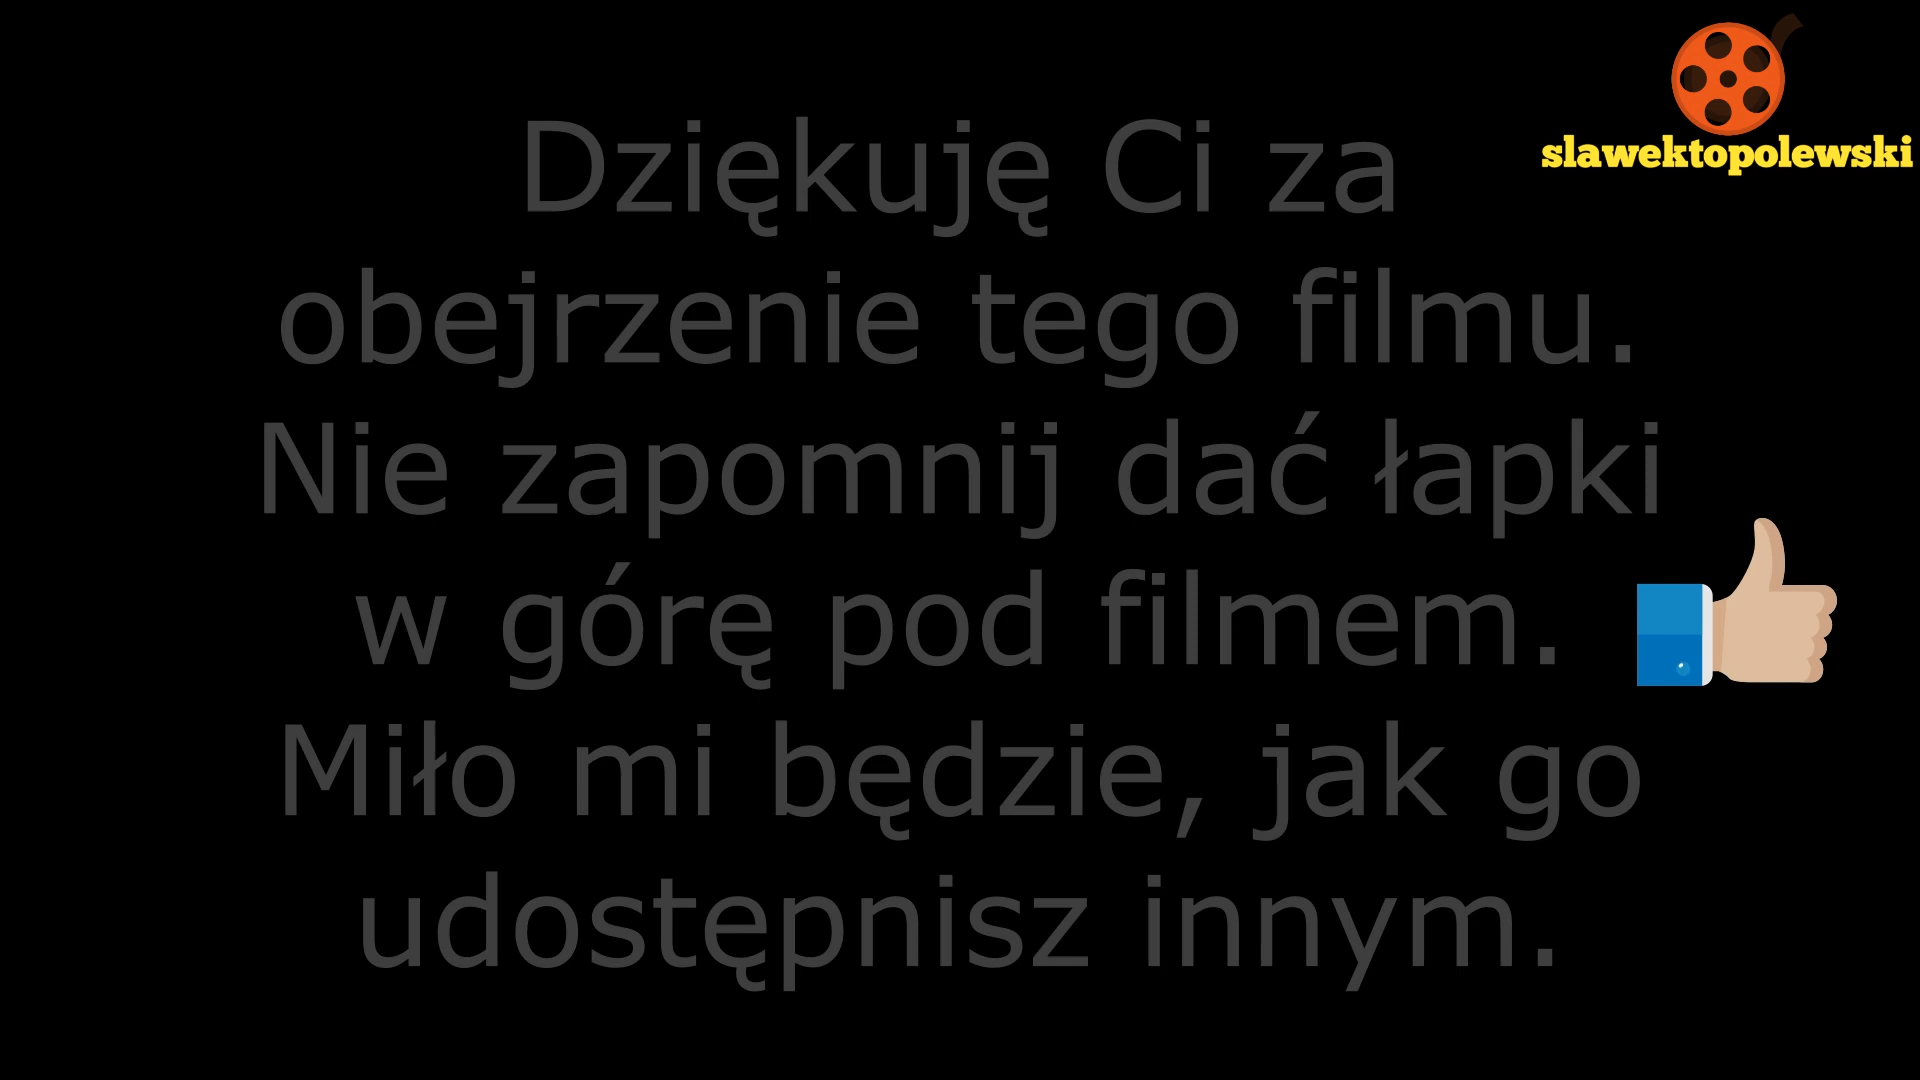 slawektopolewski
Dziękuję Ci za
obejrzenie tego filmu.
Nie zapomnij dać łapki
w górę pod filmem.
Miło mi będzie, jak go
udostępnisz innym.